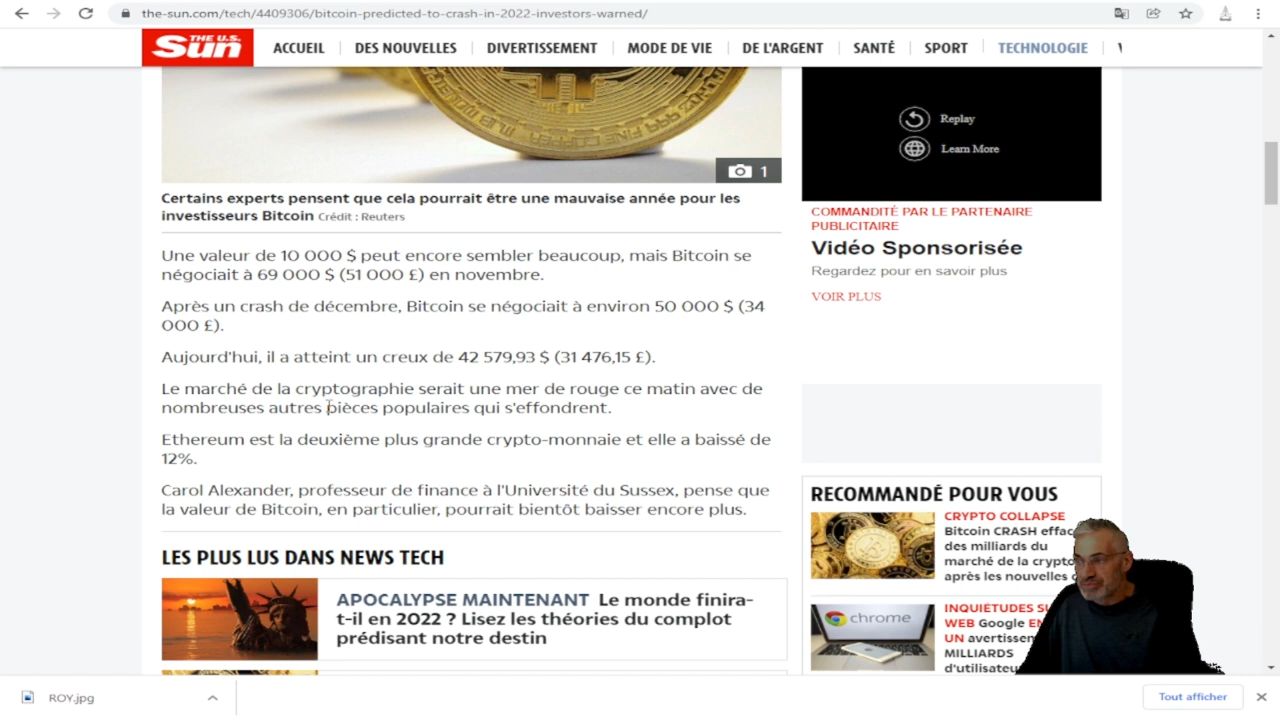 the-sun.com/tech/4409306/bitcoin-predicted-to-crash-in-2022-investors-warned/
THE U.S. Sun
ACCUEIL DES NOUVELLES DIVERTISSEMENT MODE DE VIE DE L'ARGENT SANTÉ SPORT TECHNOLOGIE
1
Certains experts pensent que cela pourrait être une mauvaise année pour les
investisseurs Bitcoin Crédit : Reuters
Une valeur de 10 000 $ peut encore sembler beaucoup, mais Bitcoin se
négociait à 69 000 $ (51 000 £) en novembre.
Après un crash de décembre, Bitcoin se négociait à environ 50 000 $ (34
000 £).
Aujourd'hui, il a atteint un creux de 42 579,93 $ (31 476,15 £).
Le marché de la cryptographie serait une mer de rouge ce matin avec de
nombreuses autres pièces populaires qui s'effondrent.
Ethereum est la deuxième plus grande crypto-monnaie et elle a baissé de
12%.
Carol Alexander, professeur de finance à l'Université du Sussex, pense que
la valeur de Bitcoin, en particulier, pourrait bientôt baisser encore plus.
LES PLUS LUS DANS NEWS TECH
APOCALYPSE MAINTENANT Le monde finira-
t-il en 2022 ? Lisez les théories du complot
prédisant notre destin
Replay
Learn More
COMMANDITÉ PAR LE PARTENAIRE
PUBLICITAIRE
Vidéo Sponsorisée
Regardez pour en savoir plus
VOIR PLUS
RECOMMANDÉ POUR VOUS
CRYPTO COLLAPSE
Bitcoin CRASH effac
des milliards du
marché de la crypto
après les nouvelles
chrome
INQUIÉTUDES SU
WEB Google EN
UN avertissem
MILLIARDS
d'utilisateu
ROY.jpg
Tout afficher